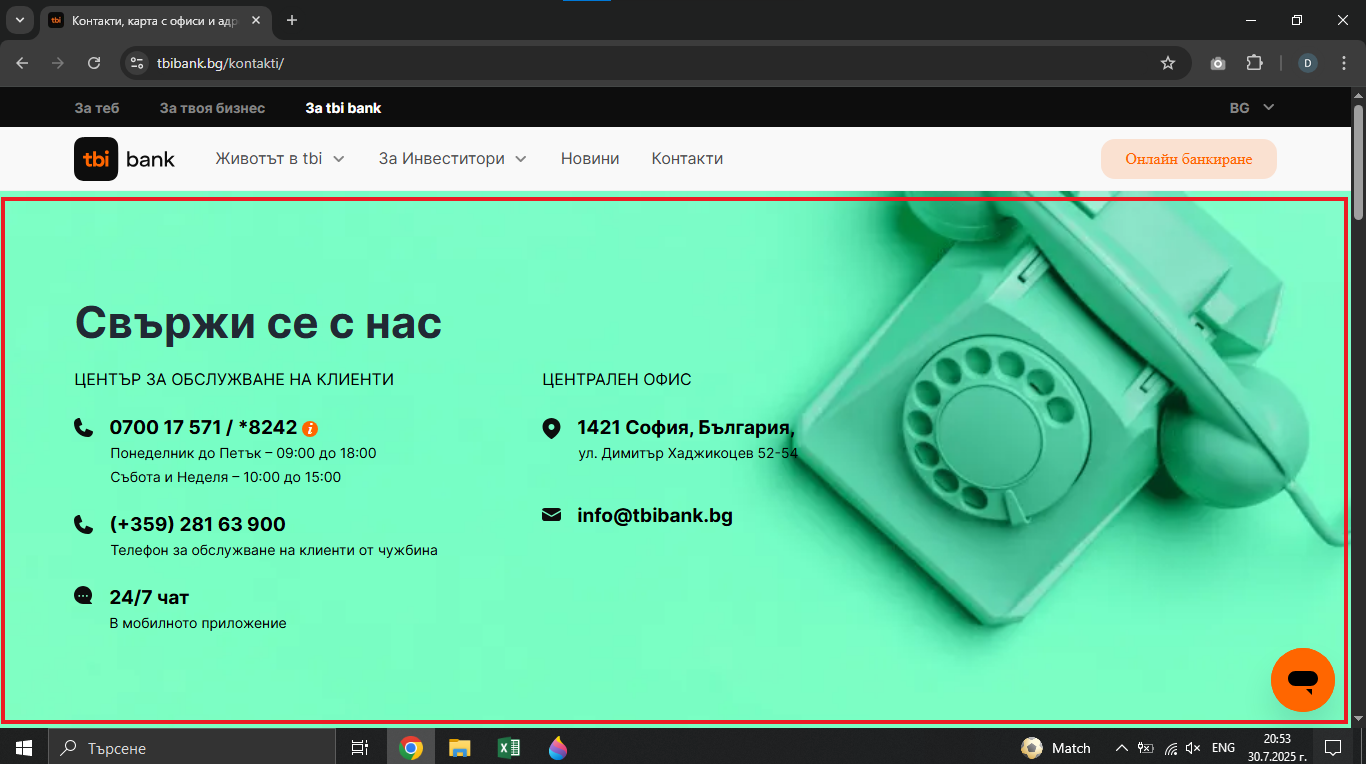 tbi
Контакти, карта с офиси и адр
tbibank.bg/kontakti/
D
За теб
За твоя бизнес
За tbi bank
BG
tbi bank
Животът в tbi
За Инвеститори
Новини
Контакти
Онлайн банкиране
Свържи се с нас
ЦЕНТЪР ЗА ОБСЛУЖВАНЕ НА КЛИЕНТИ
0700 17 571 / *8242 i
Понеделник до Петък – 09:00 до 18:00
Събота и Неделя – 10:00 до 15:00
(+359) 281 63 900
Телефон за обслужване на клиенти от чужбина
24/7 чат
В мобилното приложение
ЦЕНТРАЛЕН ОФИС
1421 София, България,
ул. Димитър Хаджикоцев 52-54
info@tbibank.bg
Търсене
Match
ENG
20:53
30.7.2025 г.